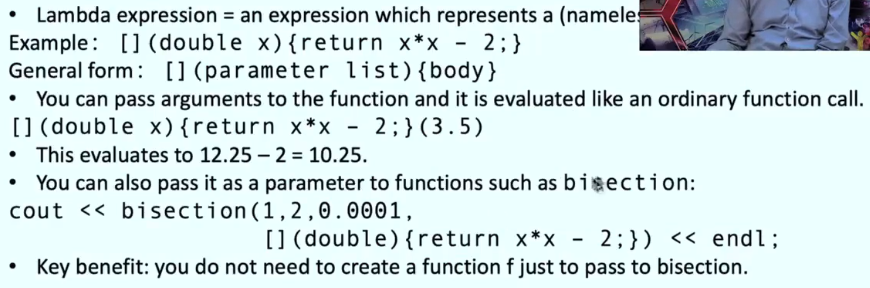 • Lambda expression = an expression which represents a
Example: [](double x){return x*x - 2;}
General form: [](parameter list){body}
• You can pass arguments to the function and it is evaluated like an ordinary function call.
[](double x){return x*x - 2;}(3.5)
• This evaluates to 12.25 – 2 = 10.25.
• You can also pass it as a parameter to functions such as bisection:
cout << bisection(1,2,0.0001,
[](double){return x*x - 2;}) << endl;
• Key benefit: you do not need to create a function f just to pass to bisection.